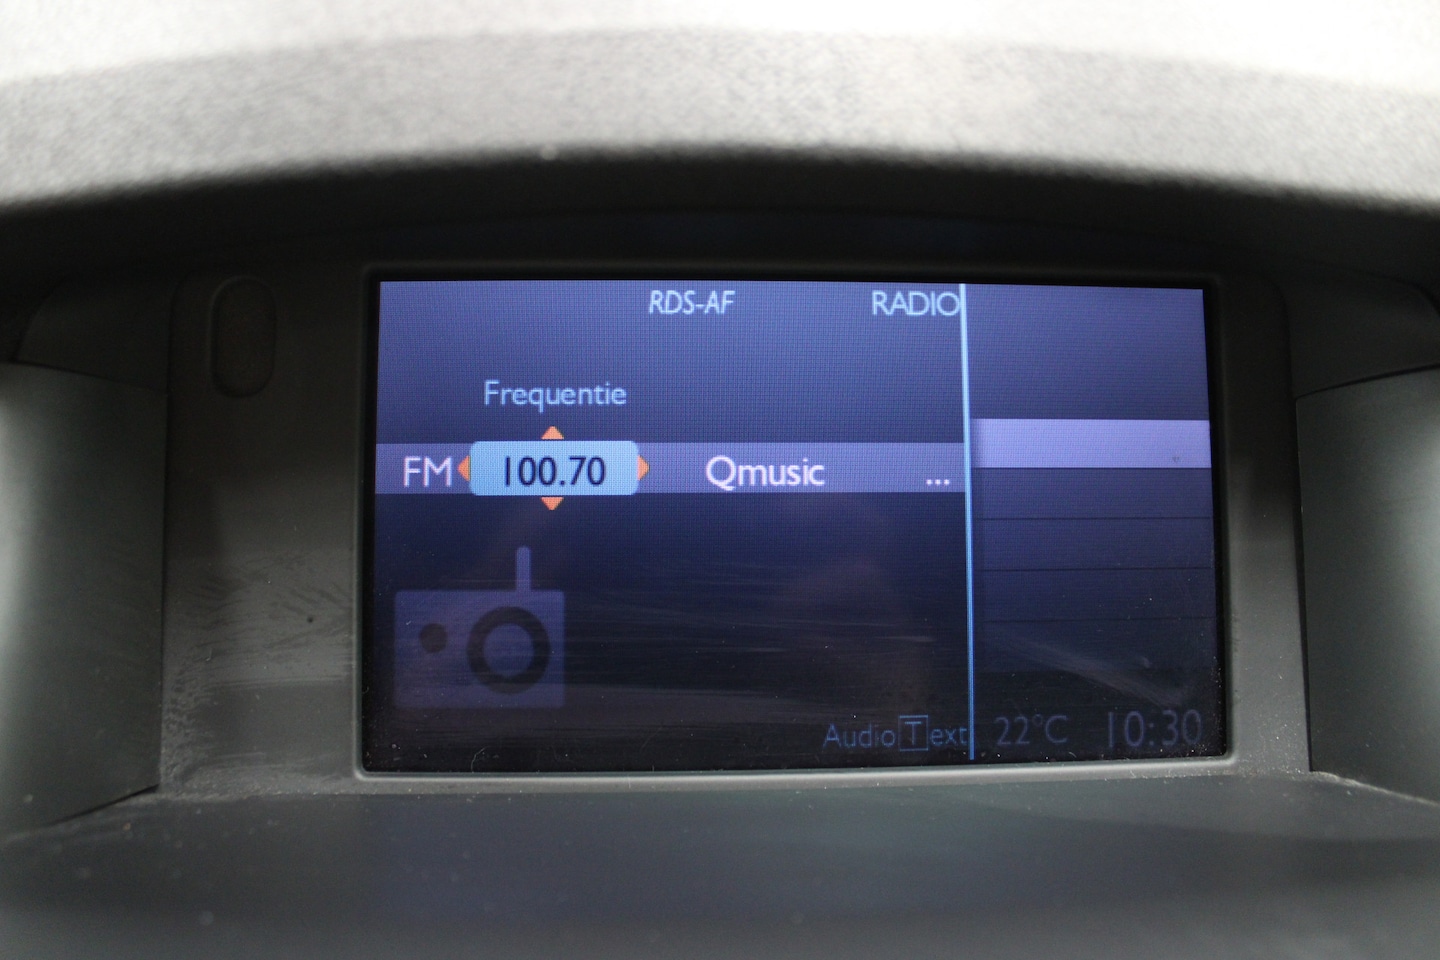 RDS-AF RADIO
Frequentie
FM 100.70 Qmusic ...
AudioText 22°C 10:30